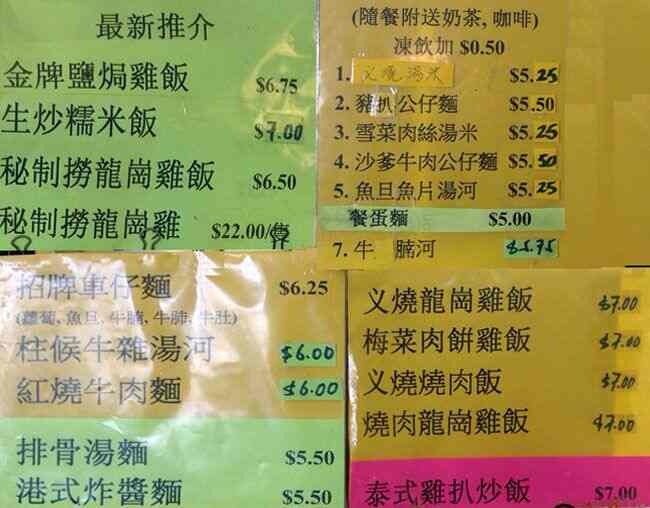 最新推介
金牌鹽焗雞飯 $6.75
生炒糯米飯 $7.00
秘制撈龍崗雞飯 $6.50
秘制撈龍崗雞 $22.00/隻
(隨餐附送奶茶, 咖啡)
凍飲加 $0.50
1. 义燒湯米 $5.25
2. 豬扒公仔麵 $5.50
3. 雪菜肉絲湯米 $5.25
4. 沙爹牛肉公仔麵 $5.50
5. 魚旦魚片湯河 $5.25
餐蛋麵 $5.00
7. 牛 腩河 $5.75
招牌車仔麵 $6.25
(蘿蔔, 魚旦, 牛腩, 牛肺, 牛肚)
柱候牛雜湯河 $6.00
紅燒牛肉麵 $6.00
排骨湯麵 $5.50
港式炸醬麵 $5.50
义燒龍崗雞飯 $7.00
梅菜肉餅雞飯 $7.00
义燒燒肉飯 $7.00
燒肉龍崗雞飯 $7.00
泰式雞扒炒飯 $7.00